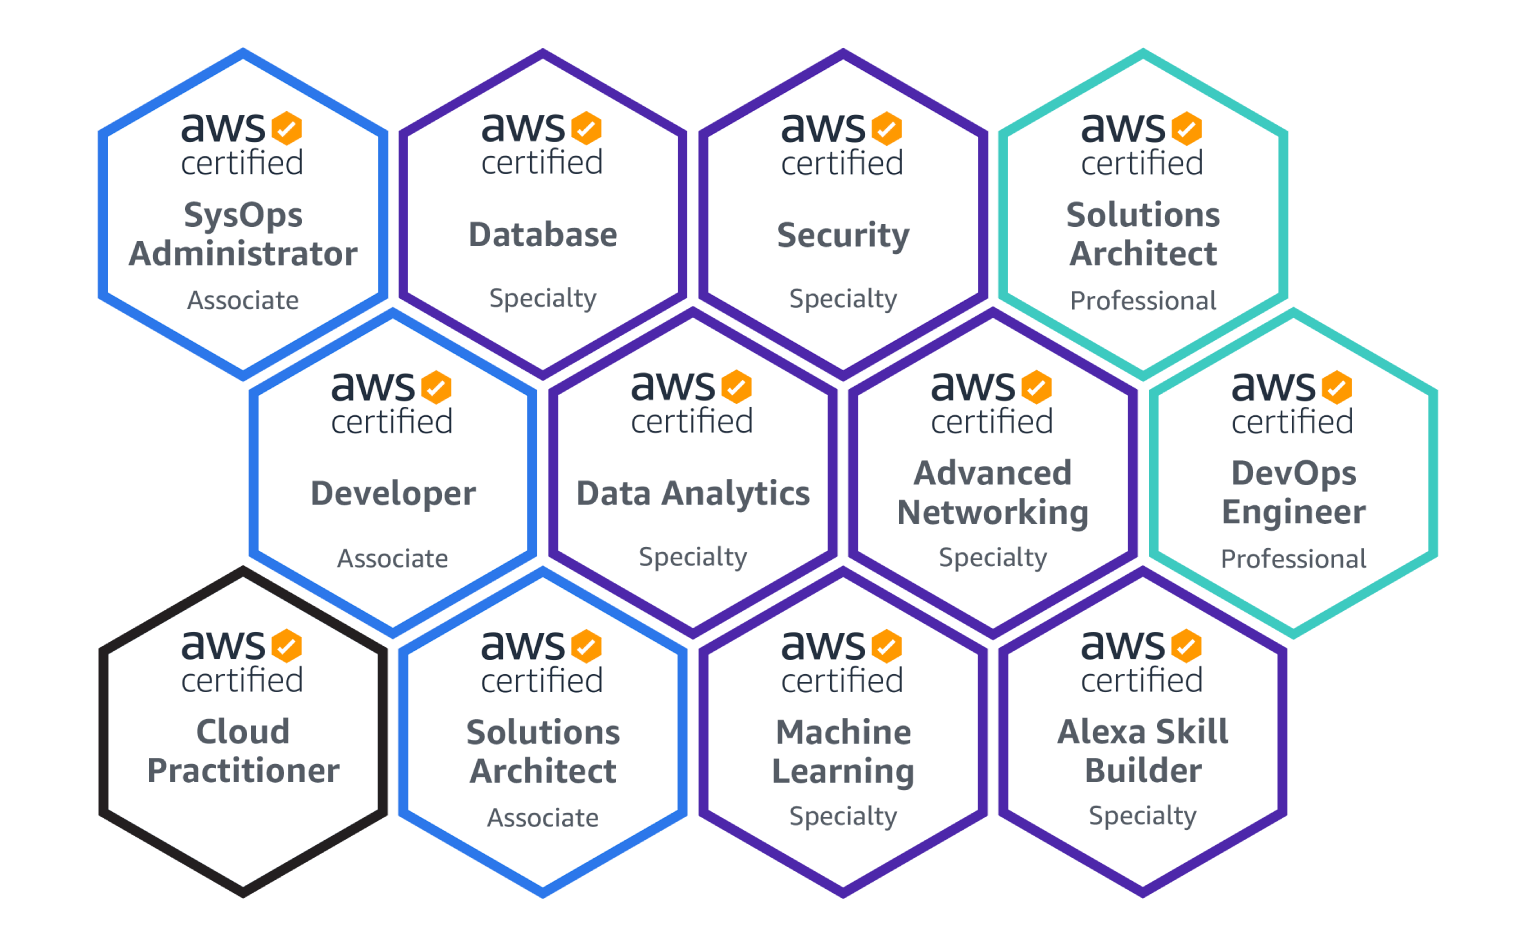 aws
certified
SysOps
Administrator
Associate
aws
certified
Database
Specialty
aws
certified
Security
Specialty
aws
certified
Solutions
Architect
Professional
aws
certified
Developer
Associate
aws
certified
Data Analytics
Specialty
aws
certified
Advanced
Networking
Specialty
aws
certified
DevOps
Engineer
Professional
aws
certified
Cloud
Practitioner
aws
certified
Solutions
Architect
Associate
aws
certified
Machine
Learning
Specialty
aws
certified
Alexa Skill
Builder
Specialty